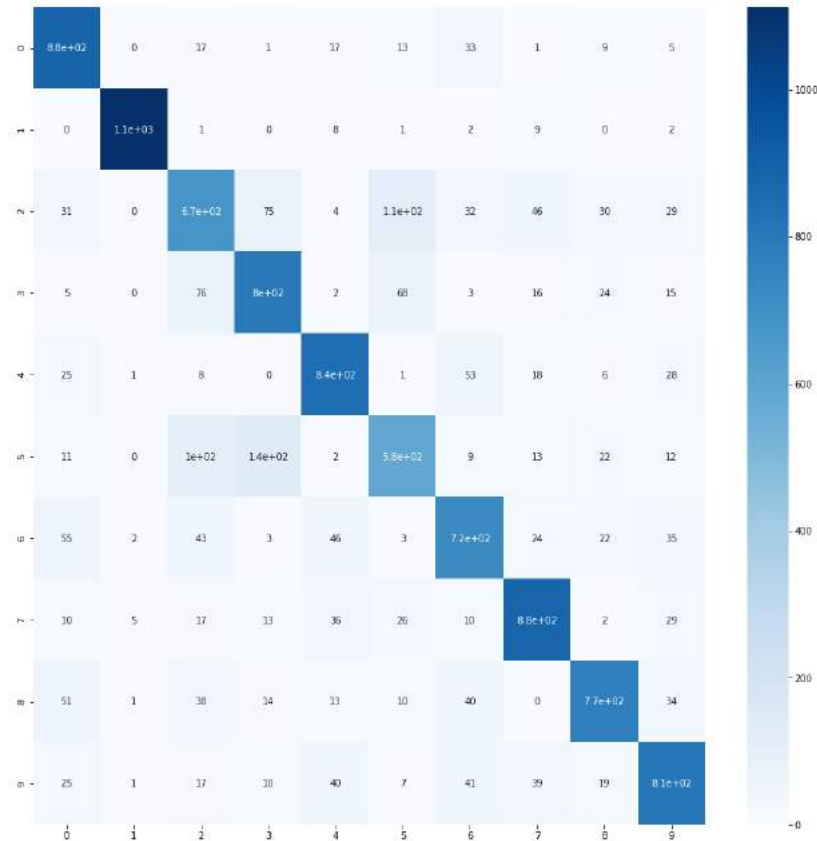 0 8.8e+02 0 17 1 17 13 33 1 9 5
1000
1 0 1.1e+03 1 0 8 1 2 9 0 2
2 31 0 6.7e+02 75 4 1.1e+02 32 46 30 29
800
3 5 0 76 8e+02 2 68 3 16 24 15
4 25 1 8 0 8.4e+02 1 53 18 6 28
600
5 11 0 1e+02 1.4e+02 2 5.8e+02 9 13 22 12
400
6 55 2 43 3 46 3 7.2e+02 24 22 35
7 10 5 17 13 36 26 10 8.8e+02 2 29
200
8 51 1 38 14 13 10 40 0 7.7e+02 34
9 25 1 17 10 40 7 41 39 19 8.1e+02
0
0 1 2 3 4 5 6 7 8 9